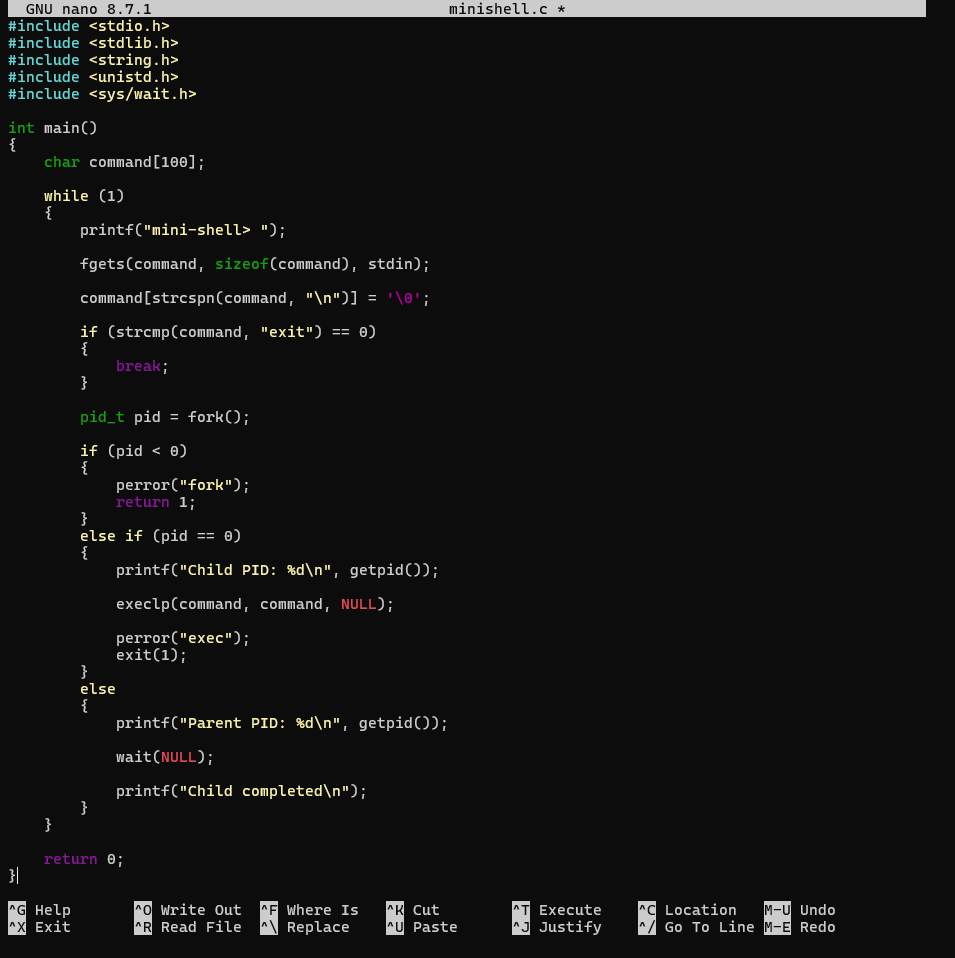 GNU nano 8.7.1 minishell.c *
#include <stdio.h>
#include <stdlib.h>
#include <string.h>
#include <unistd.h>
#include <sys/wait.h>

int main()
{
    char command[100];

    while (1)
    {
        printf("mini-shell> ");

        fgets(command, sizeof(command), stdin);

        command[strcspn(command, "\n")] = '\0';

        if (strcmp(command, "exit") == 0)
        {
            break;
        }

        pid_t pid = fork();

        if (pid < 0)
        {
            perror("fork");
            return 1;
        }
        else if (pid == 0)
        {
            printf("Child PID: %d\n", getpid());

            execlp(command, command, NULL);

            perror("exec");
            exit(1);
        }
        else
        {
            printf("Parent PID: %d\n", getpid());

            wait(NULL);

            printf("Child completed\n");
        }
    }

    return 0;
}
^G Help ^O Write Out ^F Where Is ^K Cut ^T Execute ^C Location M-U Undo
^X Exit ^R Read File ^\ Replace ^U Paste ^J Justify ^/ Go To Line M-E Redo